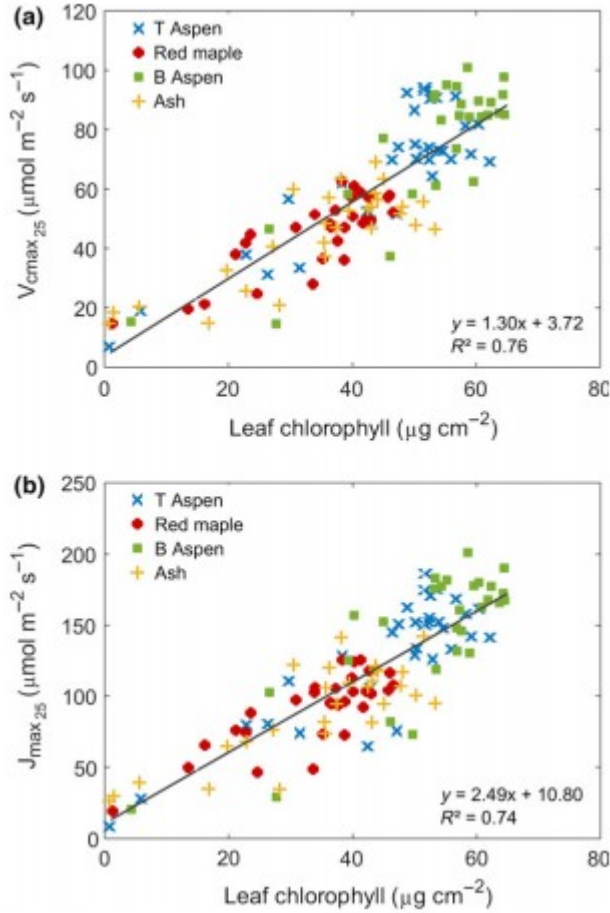 (a)
T Aspen
Red maple
B Aspen
Ash
120
100
80
60
40
20
0
Vcmax₂₅ (μmol m⁻² s⁻¹)
y = 1.30x + 3.72
R² = 0.76
0 20 40 60 80
Leaf chlorophyll (μg cm⁻²)
(b)
T Aspen
Red maple
B Aspen
Ash
250
200
150
100
50
0
Jmax₂₅ (μmol m⁻² s⁻¹)
y = 2.49x + 10.80
R² = 0.74
0 20 40 60 80
Leaf chlorophyll (μg cm⁻²)